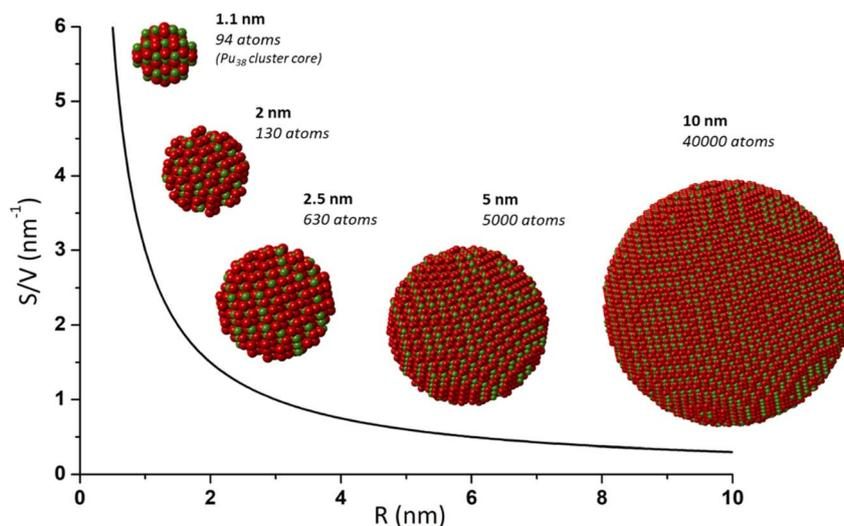 1.1 nm
94 atoms
(Pu₃₈ cluster core)
2 nm
130 atoms
2.5 nm
630 atoms
5 nm
5000 atoms
10 nm
40000 atoms
S/V (nm⁻¹)
6
5
4
3
2
1
0
0 2 4 6 8 10
R (nm)